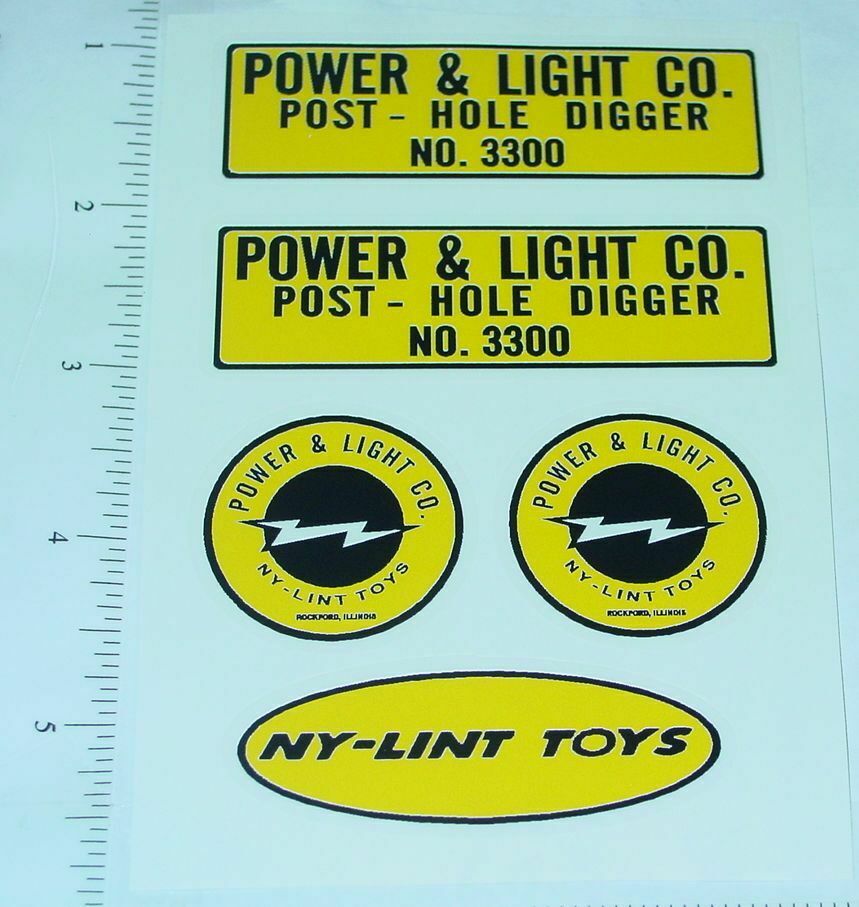 1
POWER & LIGHT CO.
POST - HOLE DIGGER
NO. 3300
2
POWER & LIGHT CO.
POST - HOLE DIGGER
NO. 3300
3
POWER & LIGHT CO.
NY-LINT TOYS
ROCKFORD, ILLINOIS
POWER & LIGHT CO.
NY-LINT TOYS
ROCKFORD, ILLINOIS
4
5
NY-LINT TOYS